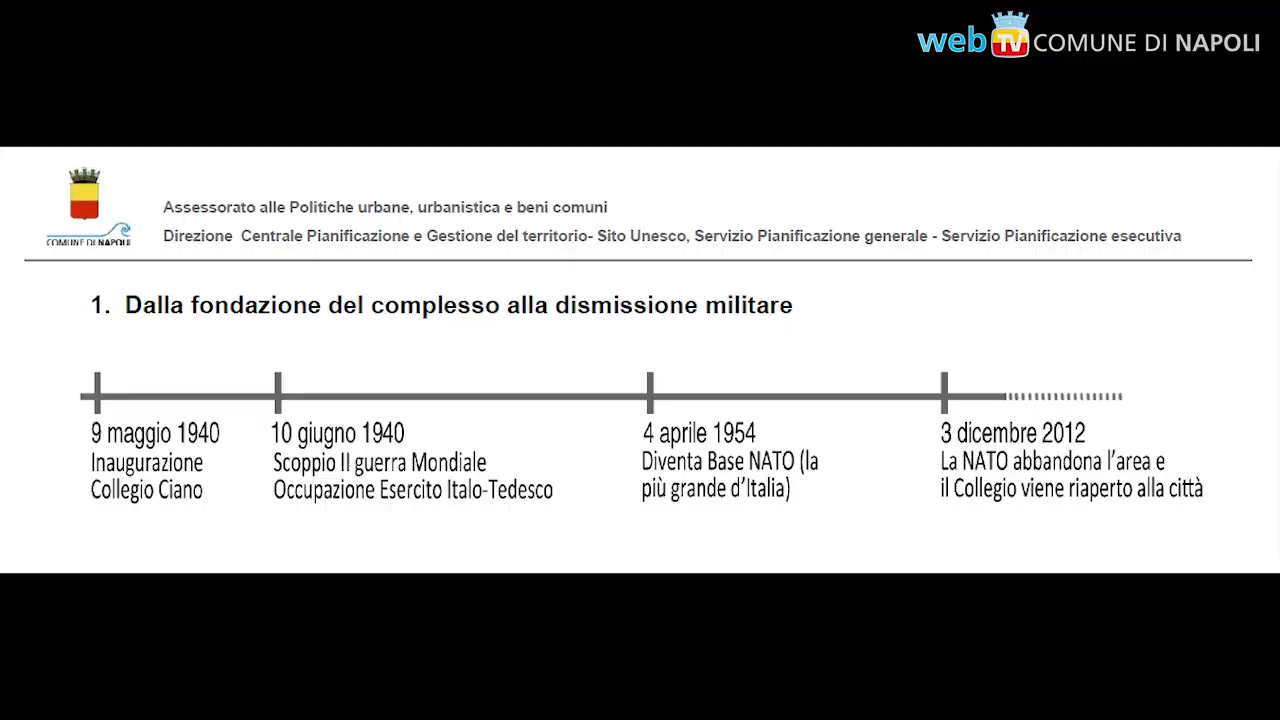 web TV COMUNE DI NAPOLI
COMUNE DI NAPOLI
Assessorato alle Politiche urbane, urbanistica e beni comuni
Direzione Centrale Pianificazione e Gestione del territorio- Sito Unesco, Servizio Pianificazione generale - Servizio Pianificazione esecutiva
1. Dalla fondazione del complesso alla dismissione militare
9 maggio 1940
Inaugurazione
Collegio Ciano
10 giugno 1940
Scoppio II guerra Mondiale
Occupazione Esercito Italo-Tedesco
4 aprile 1954
Diventa Base NATO (la
più grande d'Italia)
3 dicembre 2012
La NATO abbandona l'area e
il Collegio viene riaperto alla città